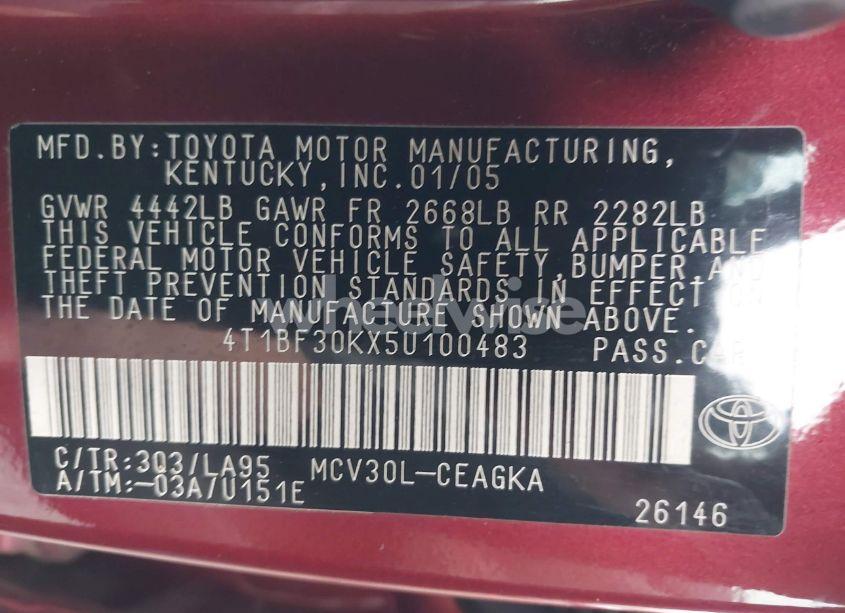 MFD.BY:TOYOTA MOTOR MANUFACTURING,
KENTUCKY,INC.01/05
GVWR 4442LB GAWR FR 2668LB RR 2282LB
THIS VEHICLE CONFORMS TO ALL APPLICABLE
FEDERAL MOTOR VEHICLE SAFETY,BUMPER,AND
THEFT PREVENTION STANDARDS IN EFFECT ON
THE DATE OF MANUFACTURE SHOWN ABOVE.
wheelwise
4T1BF30KX5U100483 PASS.CAR
C/TR:3Q3/LA95 MCV30L-CEAGKA
A/TM:-03A/U151E
26146